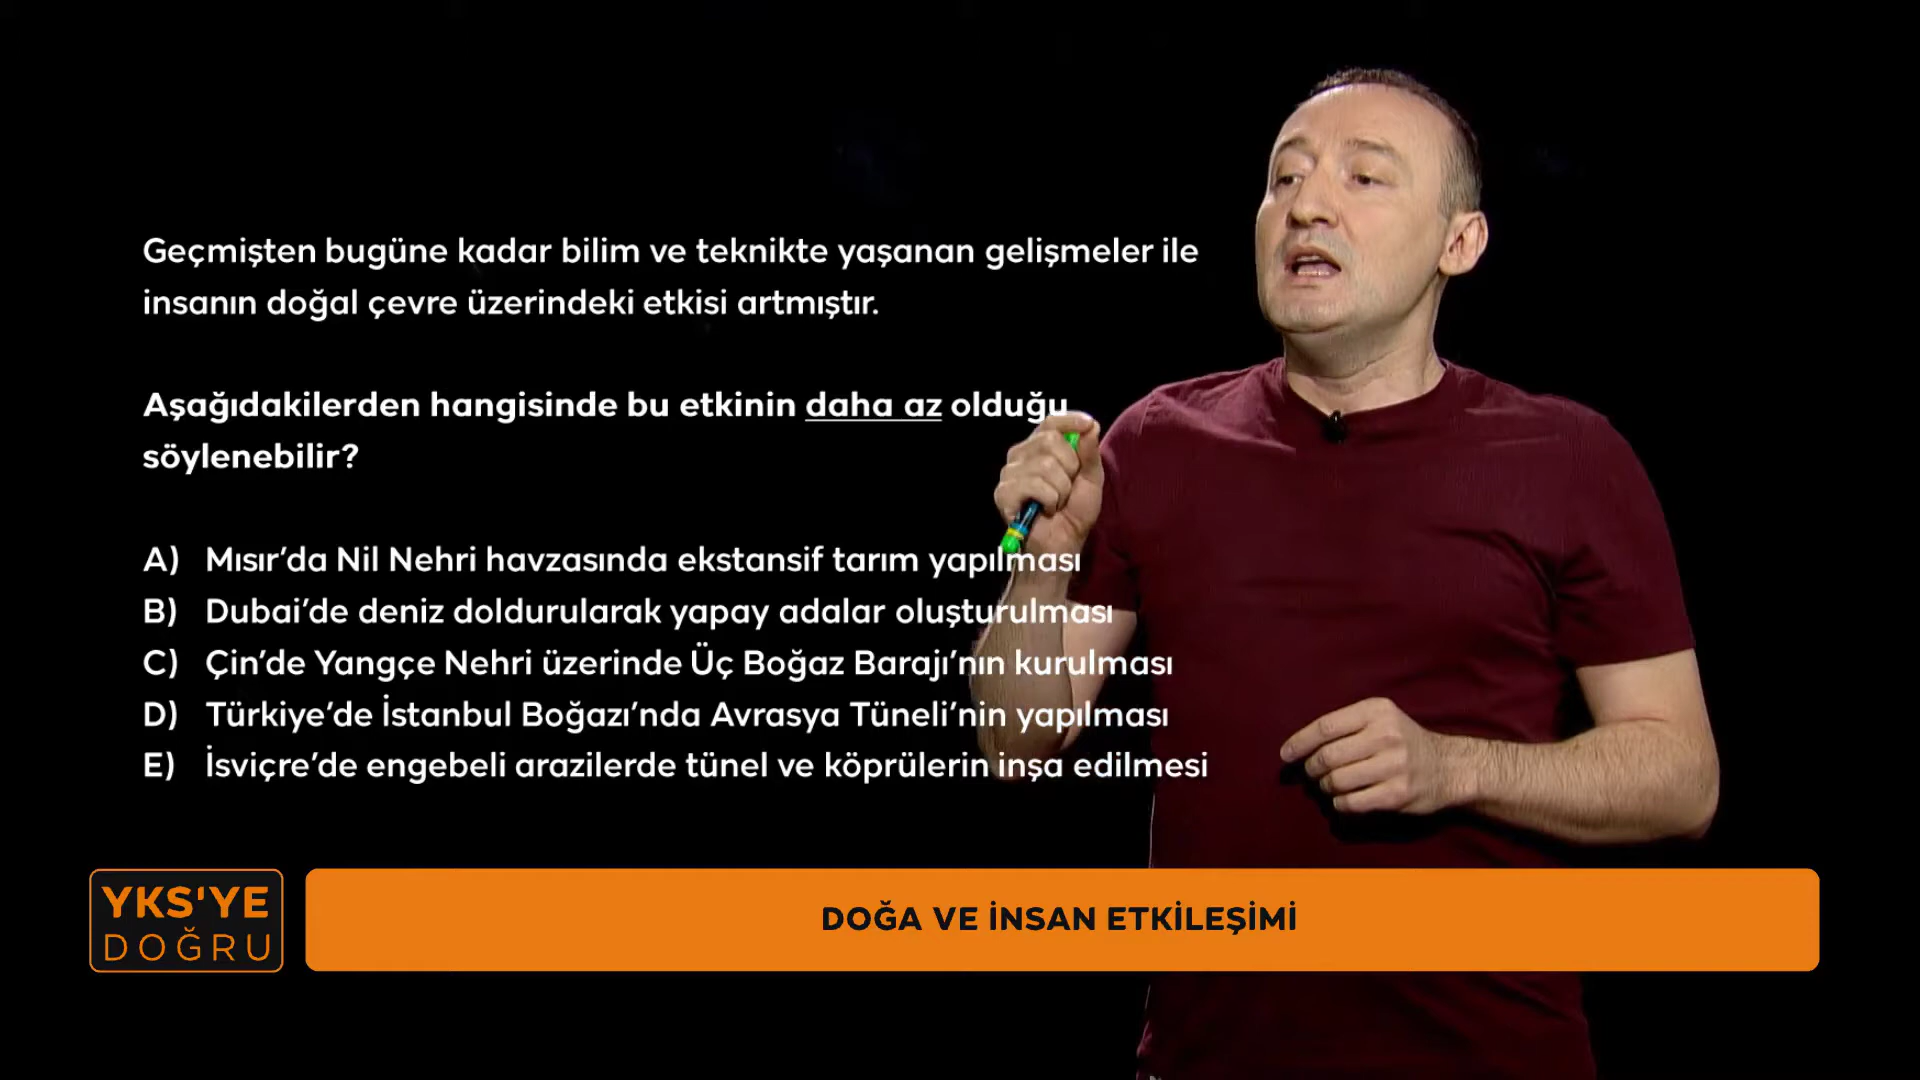 Geçmişten bugüne kadar bilim ve teknikte yaşanan gelişmeler ile
insanın doğal çevre üzerindeki etkisi artmıştır.
Aşağıdakilerden hangisinde bu etkinin daha az olduğu
söylenebilir?
A) Mısır’da Nil Nehri havzasında ekstansif tarım yapılması
B) Dubai’de deniz doldurularak yapay adalar oluşturulması
C) Çin’de Yangçe Nehri üzerinde Üç Boğaz Barajı’nın kurulması
D) Türkiye’de İstanbul Boğazı’nda Avrasya Tüneli’nin yapılması
E) İsviçre’de engebeli arazilerde tünel ve köprülerin inşa edilmesi
YKS'YE
DOĞRU
DOĞA VE İNSAN ETKİLEŞİMİ